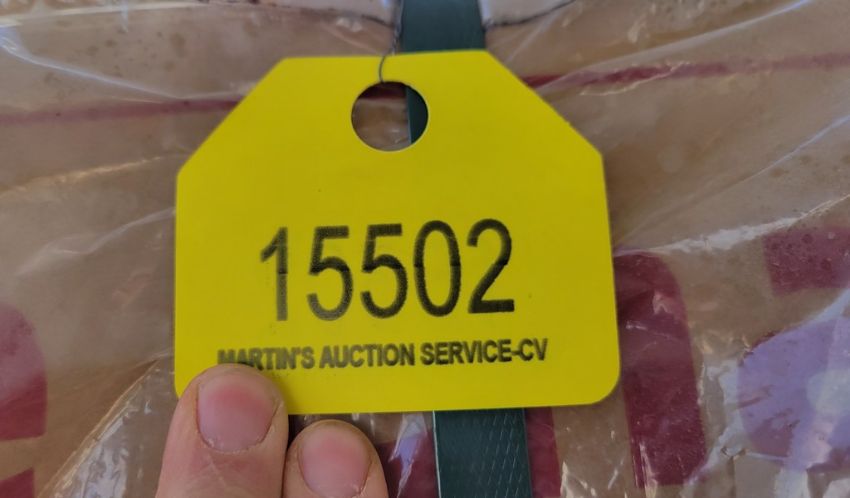 15502
MARTIN'S AUCTION SERVICE-CV